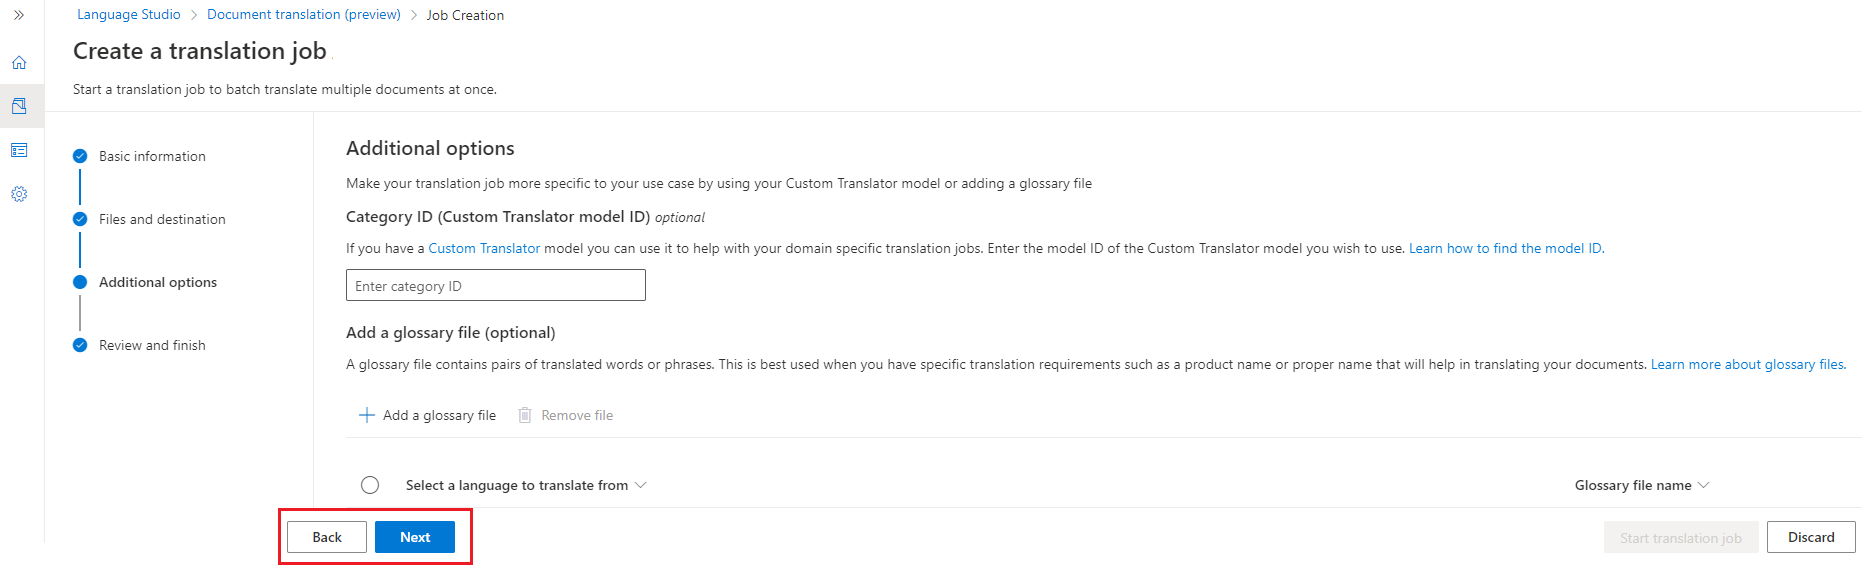 Language Studio > Document translation (preview) > Job Creation
Create a translation job
Start a translation job to batch translate multiple documents at once.
Basic information
Files and destination
Additional options
Review and finish
Additional options
Make your translation job more specific to your use case by using your Custom Translator model or adding a glossary file
Category ID (Custom Translator model ID) optional
If you have a Custom Translator model you can use it to help with your domain specific translation jobs. Enter the model ID of the Custom Translator model you wish to use. Learn how to find the model ID.
Enter category ID
Add a glossary file (optional)
A glossary file contains pairs of translated words or phrases. This is best used when you have specific translation requirements such as a product name or proper name that will help in translating your documents. Learn more about glossary files.
Add a glossary file Remove file
Select a language to translate from Glossary file name
Back Next Start translation job Discard